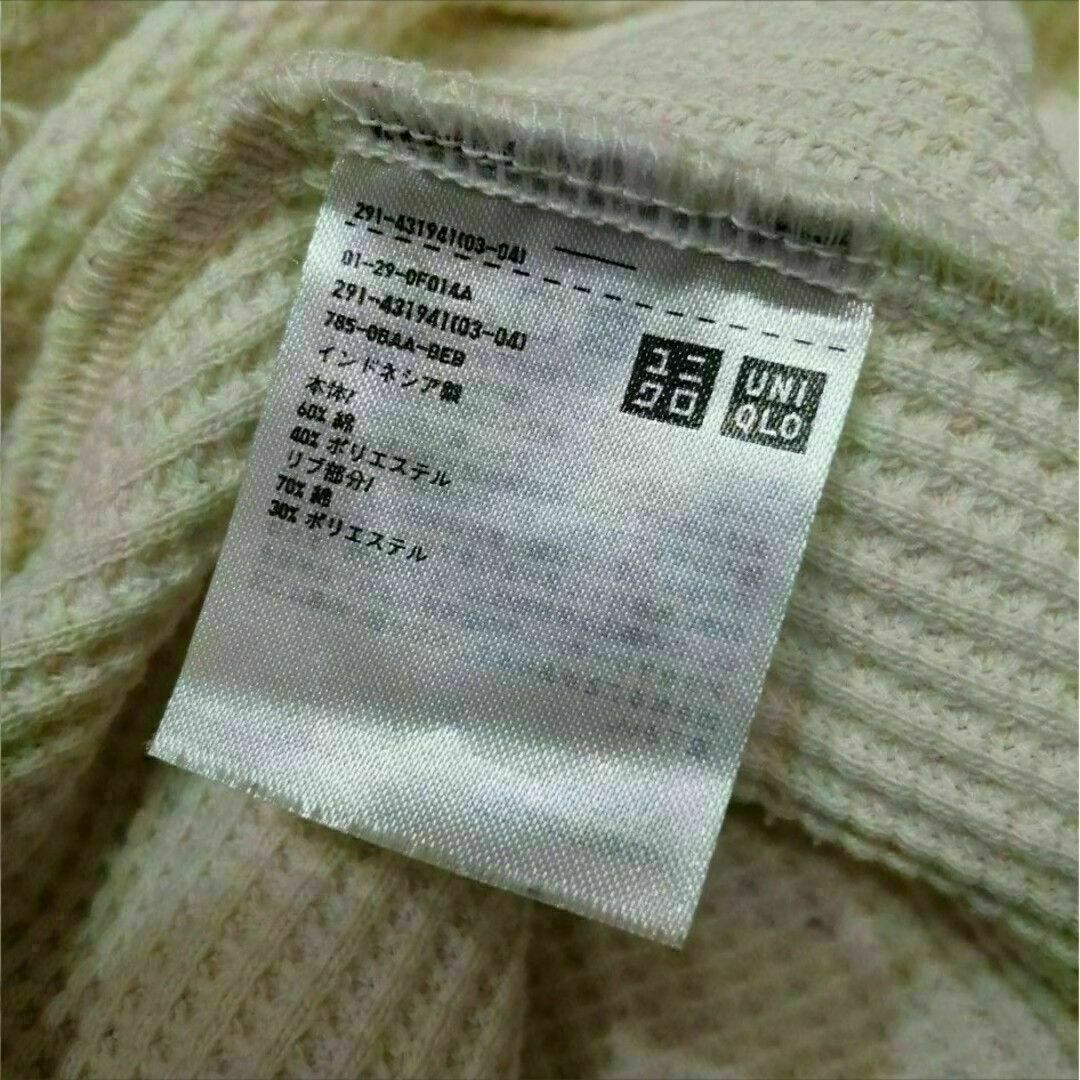 291-431941(03-04)
01-29-0F014A
291-431941(03-04)
785-0BAA-BEB
インドネシア製
本体/
60% 綿
40% ポリエステル
リブ部分/
70% 綿
30% ポリエステル
ユニ
クロ
UNI
QLO